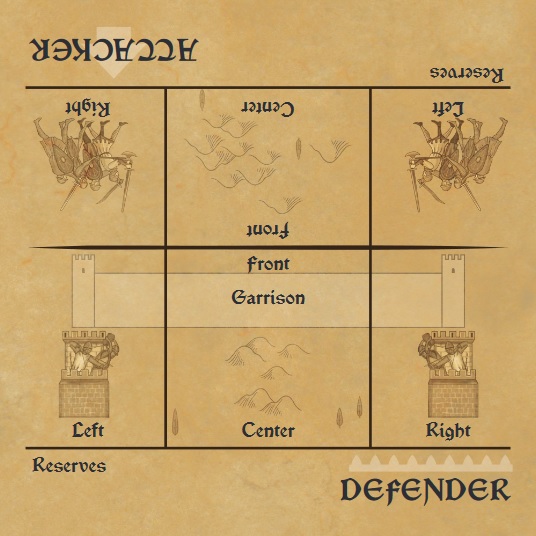 ATTACKER
Reserves
Right
Center
Left
Front
Front
Garrison
Left
Center
Right
Reserves
DEFENDER